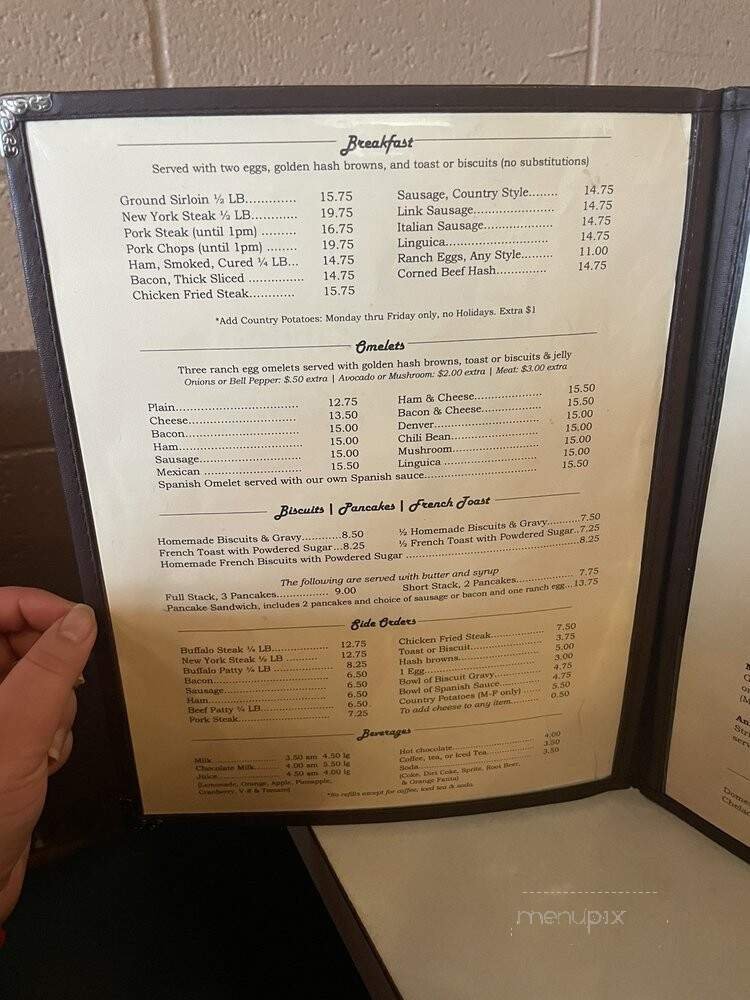 Breakfast
Served with two eggs, golden hash browns, and toast or biscuits (no substitutions)
Ground Sirloin ½ LB............. 15.75
New York Steak ½ LB............ 19.75
Pork Steak (until 1pm) ......... 16.75
Pork Chops (until 1pm) ......... 19.75
Ham, Smoked, Cured ¼ LB... 14.75
Bacon, Thick Sliced .............. 14.75
Chicken Fried Steak............ 15.75
Sausage, Country Style........ 14.75
Link Sausage....................... 14.75
Italian Sausage.................... 14.75
Linguica ............................. 14.75
Ranch Eggs, Any Style......... 11.00
Corned Beef Hash.............. 14.75
*Add Country Potatoes: Monday thru Friday only, no Holidays. Extra $1
Omelets
Three ranch egg omelets served with golden hash browns, toast or biscuits & jelly
Onions or Bell Pepper: $.50 extra | Avocado or Mushroom: $2.00 extra | Meat: $3.00 extra
Plain................................... 12.75
Cheese................................ 13.50
Bacon................................. 15.00
Ham................................... 15.00
Sausage.............................. 15.00
Mexican ............................. 15.50
Ham & Cheese........................... 15.50
Bacon & Cheese................. 15.50
Denver............................... 15.00
Chili Bean......................... 15.00
Mushroom......................... 15.00
Linguica ........................... 15.00
Spanish Omelet served with our own Spanish sauce................................ 15.50
Biscuits | Pancakes | French Toast
Homemade Biscuits & Gravy............8.50
French Toast with Powdered Sugar...8.25
½ Homemade Biscuits & Gravy...........7.50
½ French Toast with Powdered Sugar..7.25
Homemade French Biscuits with Powdered Sugar .......................................8.25
The following are served with butter and syrup
Full Stack, 3 Pancakes............... 9.00
Short Stack, 2 Pancakes................ 7.75
Pancake Sandwich, includes 2 pancakes and choice of sausage or bacon and one ranch egg...13.75
Side Orders
Buffalo Steak ¼ LB.................. 12.75
New York Steak ½ LB ......... 12.75
Buffalo Patty ¼ LB ................ 8.25
Bacon................................. 6.50
Sausage............................. 6.50
Ham................................... 6.50
Beef Patty ¾ LB................. 6.50
Pork Steak........................ 7.25
Chicken Fried Steak.............. 7.50
Toast or Biscuit.................... 3.75
Hash browns........................ 5.00
1 Egg................................... 3.00
Bowl of Biscuit Gravy............ 4.75
Bowl of Spanish Sauce........... 4.75
Country Potatoes (M-F only) ..... 5.50
To add cheese to any item......... 0.50
Beverages
Milk........................ 3.50 sm 4.50 lg
Chocolate Milk......... 4.00 sm 5.50 lg
Juice....................... 4.50 sm 4.00 lg
(Lemonade, Orange, Apple, Pineapple,
Cranberry, V-8 & Tomato)
Hot chocolate........................ 4.00
Coffee, tea, or Iced Tea........... 3.50
Soda.................................... 3.50
(Coke, Diet Coke, Sprite, Root Beer,
& Orange Fanta)
*No refills except for coffee, iced tea & soda.
menupix